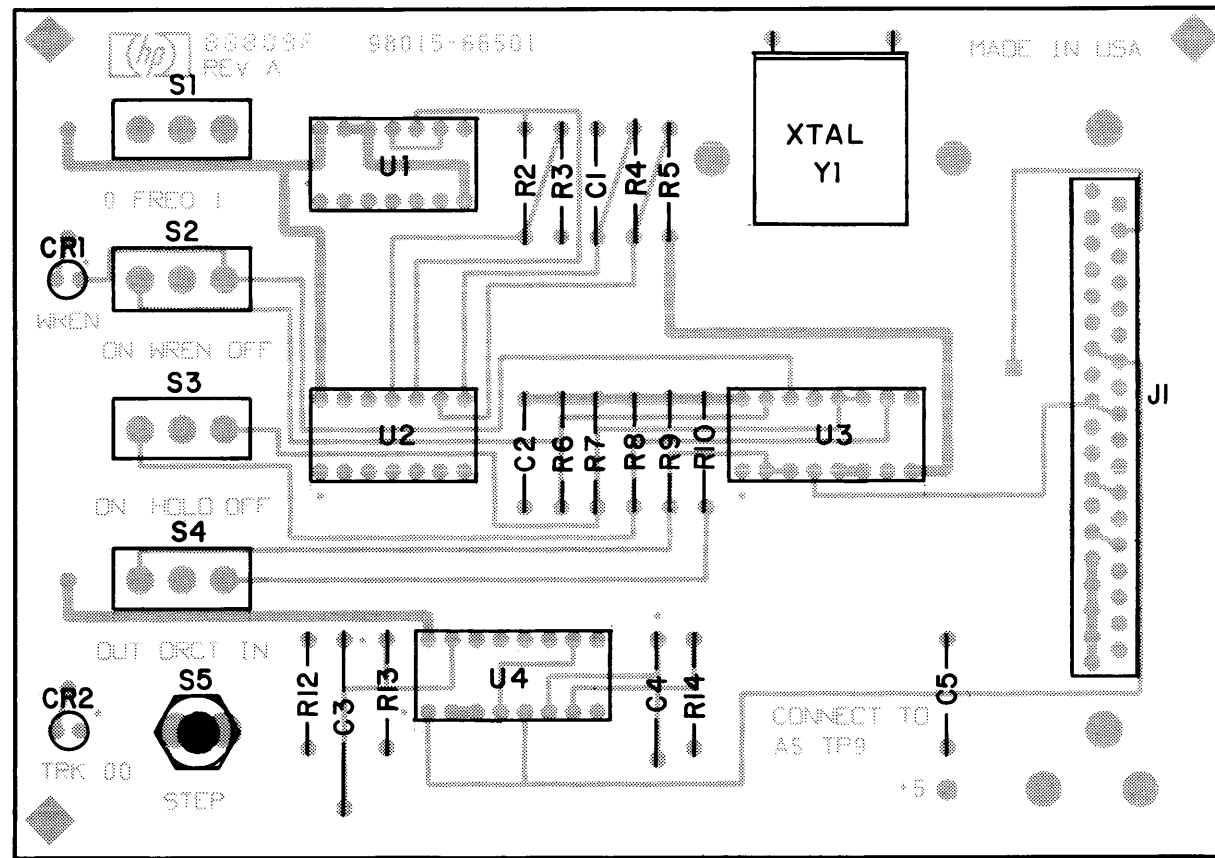 hp
98015-66501
REV A
MADE IN USA
S1
U1
R2
R3
C1
R4
R5
XTAL
Y1
0 FREQ 1
CR1
S2
WREN
ON WREN OFF
S3
U2
C2
R6
R7
R8
R9
R10
U3
J1
ON HOLD OFF
S4
OUT DRCT IN
CR2
S5
R12
C3
R13
U4
C4
R14
C5
CONNECT TO
A5 TP9
TRK 00
STEP
+5